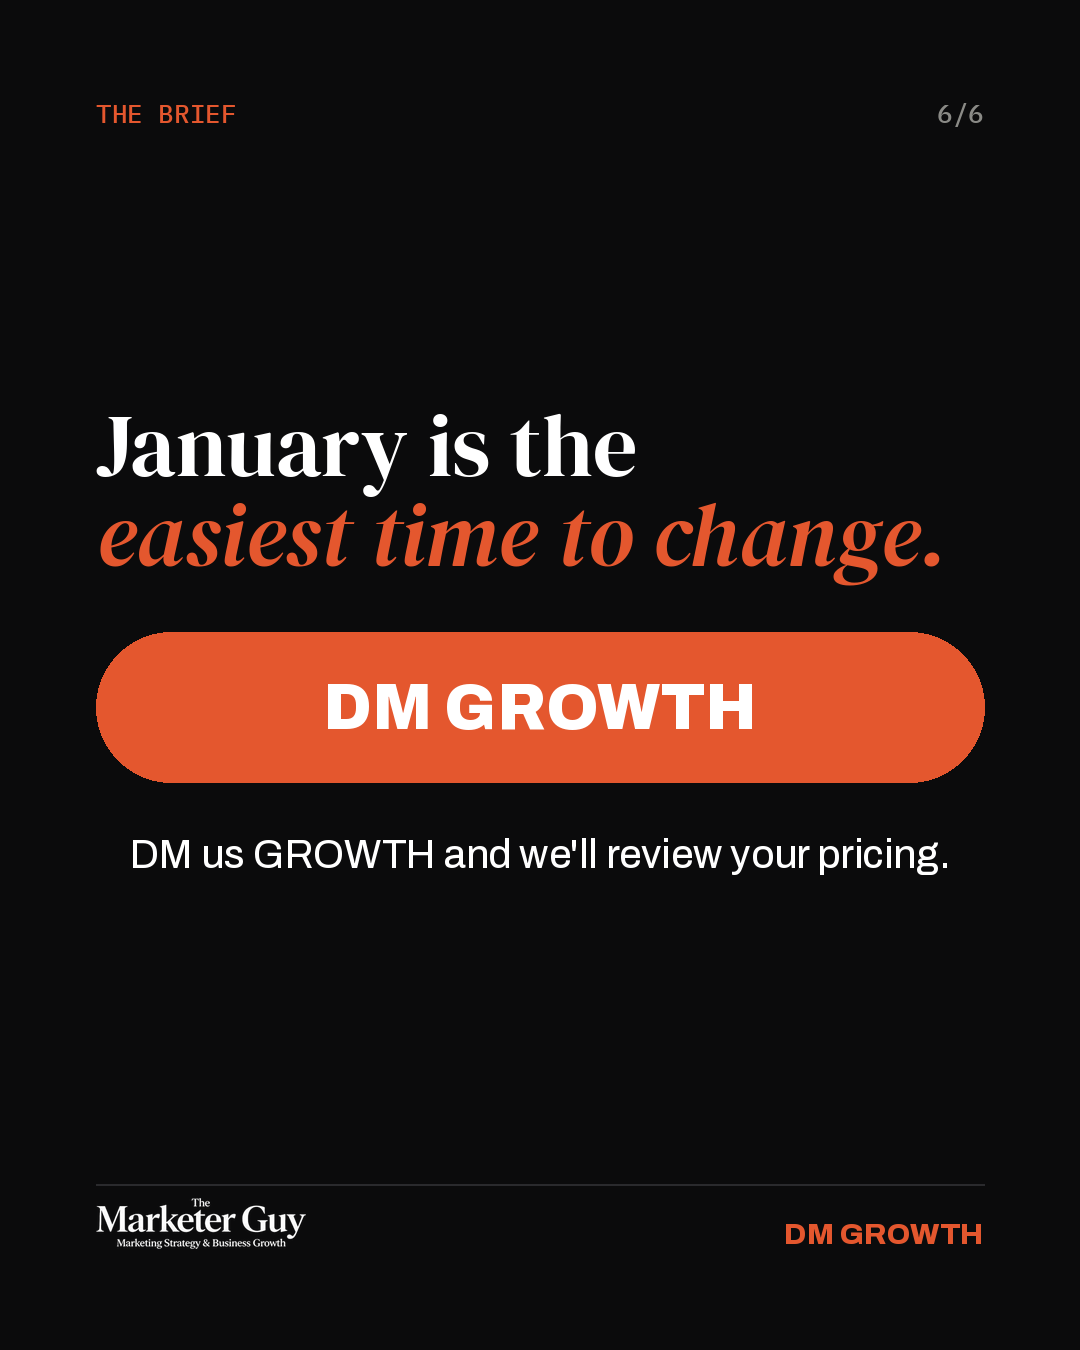 THE BRIEF
6/6
January is the
easiest time to change.
DM GROWTH
DM us GROWTH and we'll review your pricing.
The
Marketer Guy
Marketing Strategy & Business Growth
DM GROWTH